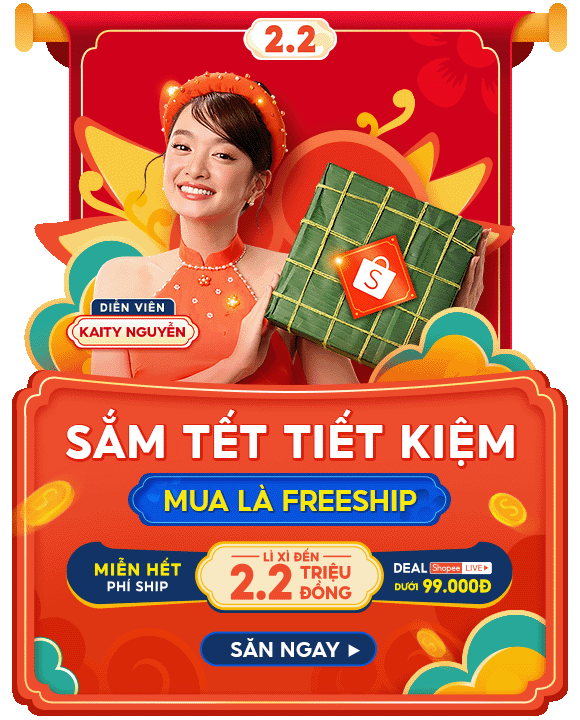 2.2
DIỄN VIÊN
KAITY NGUYỄN
S
SẮM TẾT TIẾT KIỆM
MUA LÀ FREESHIP
MIỄN HẾT
PHÍ SHIP
LÌ XÌ ĐẾN
2.2 TRIỆU ĐỒNG
DEAL Shopee LIVE
DƯỚI 99.000Đ
SĂN NGAY